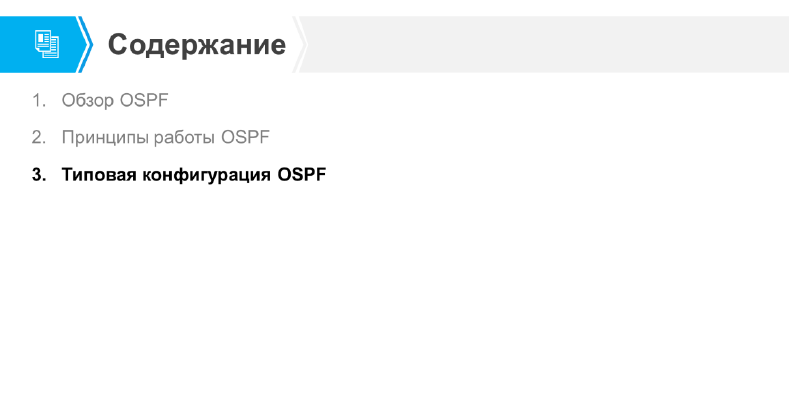 Содержание
1. Обзор OSPF
2. Принципы работы OSPF
3. Типовая конфигурация OSPF